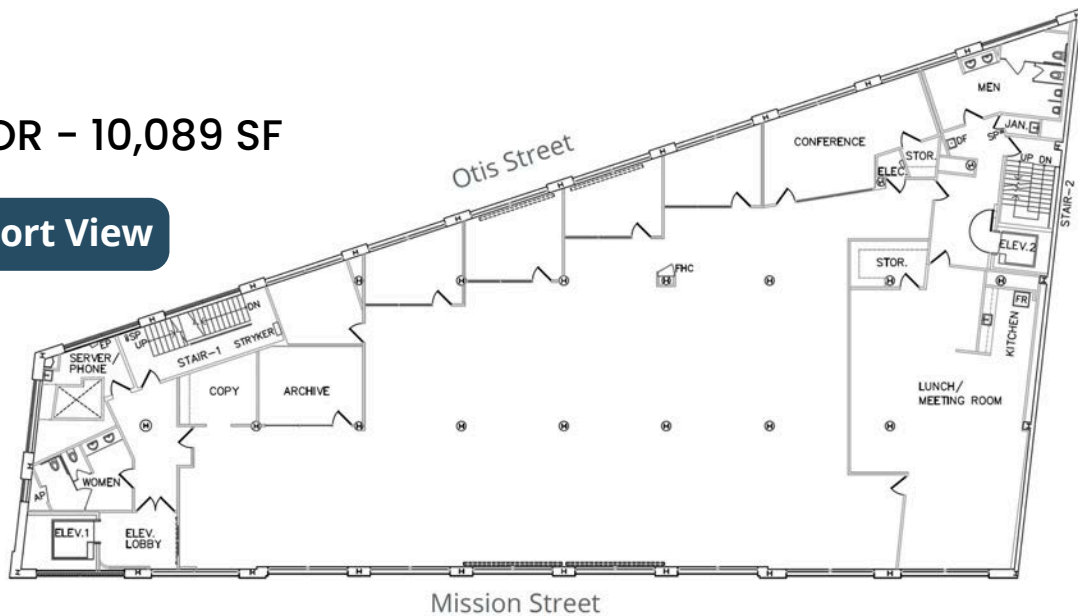 OR - 10,089 SF
ort View
Otis Street
MEN
JAN.
CONFERENCE
STOR.
DF
SP
ELEC.
UP DN
STAIR-2
ELEV.2
STOR.
FHC
FR
KITCHEN
LUNCH/
MEETING ROOM
DN
SP
UP
EP
STRYKER
STAIR-1
SERVER/
PHONE
COPY
ARCHIVE
WOMEN
AP
ELEV.1
ELEV.
LOBBY
Mission Street